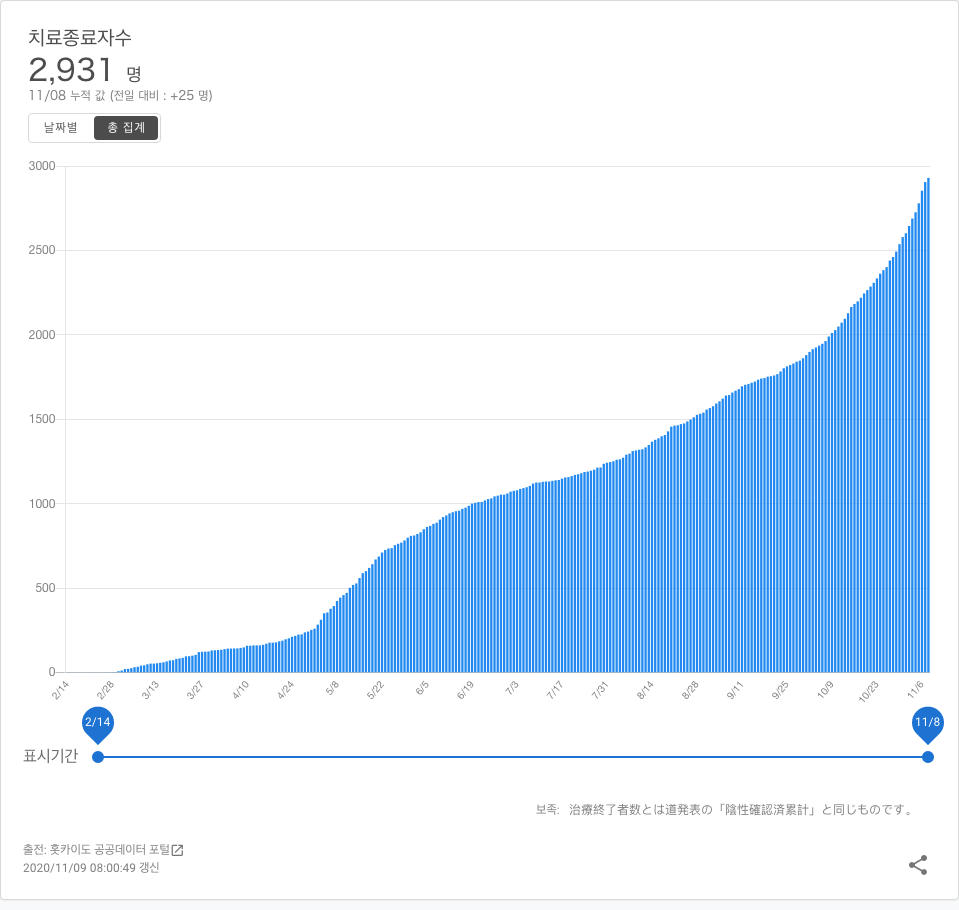 치료종료자수
2,931 명
11/08 누적 값 (전일 대비 : +25 명)
날짜별 총 집계
3000
2500
2000
1500
1000
500
0
2/14 2/28 3/13 3/27 4/10 4/24 5/8 5/22 6/5 6/19 7/3 7/17 7/31 8/14 8/28 9/11 9/25 10/9 10/23 11/6
2/14 11/8
표시기간
보족: 治療終了者数とは道発表の「陰性確認済累計」と同じものです。
출전: 홋카이도 공공데이터 포털
2020/11/09 08:00:49 갱신